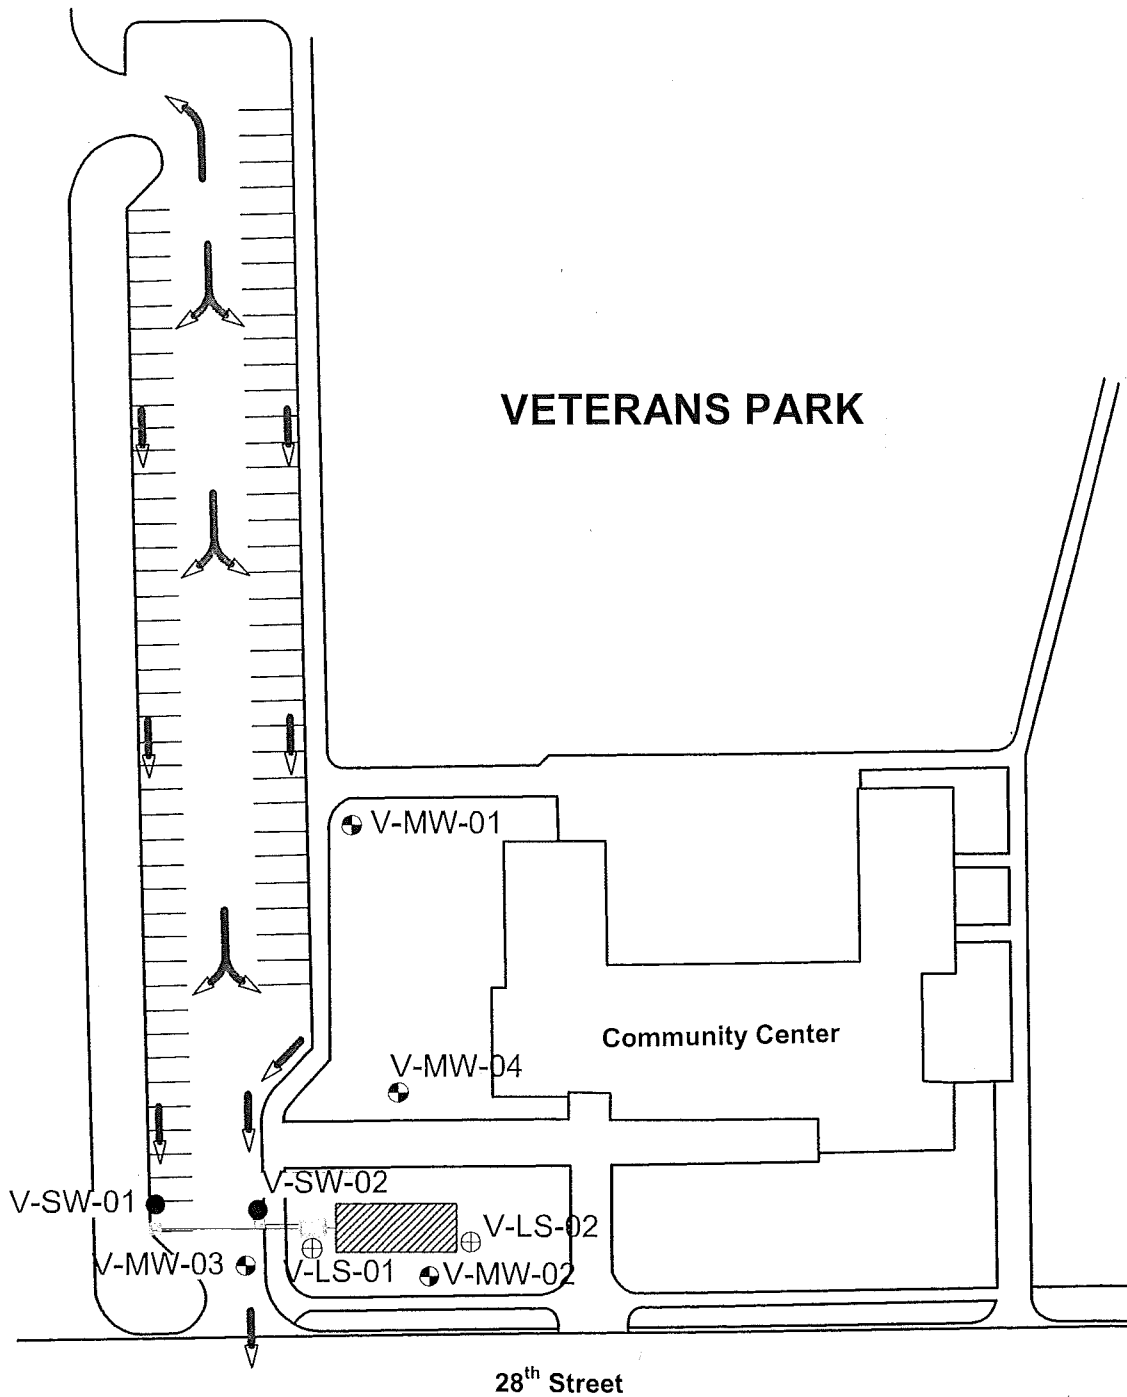 VETERANS PARK
V-MW-01
Community Center
V-MW-04
V-SW-01
V-SW-02
V-LS-02
V-MW-03
V-LS-01
V-MW-02
28th Street